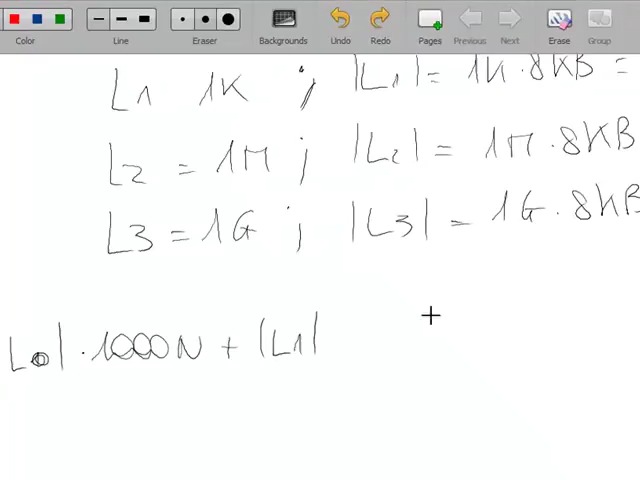 Color Line Eraser Backgrounds Undo Redo Pages Previous Next Erase Group
L1 1K ; |L1| = 1K · 8KB =
L2 = 1M ; |L2| = 1M · 8KB
L3 = 1G ; |L3| = 1G · 8KB
L0| · 1000N + |L1|